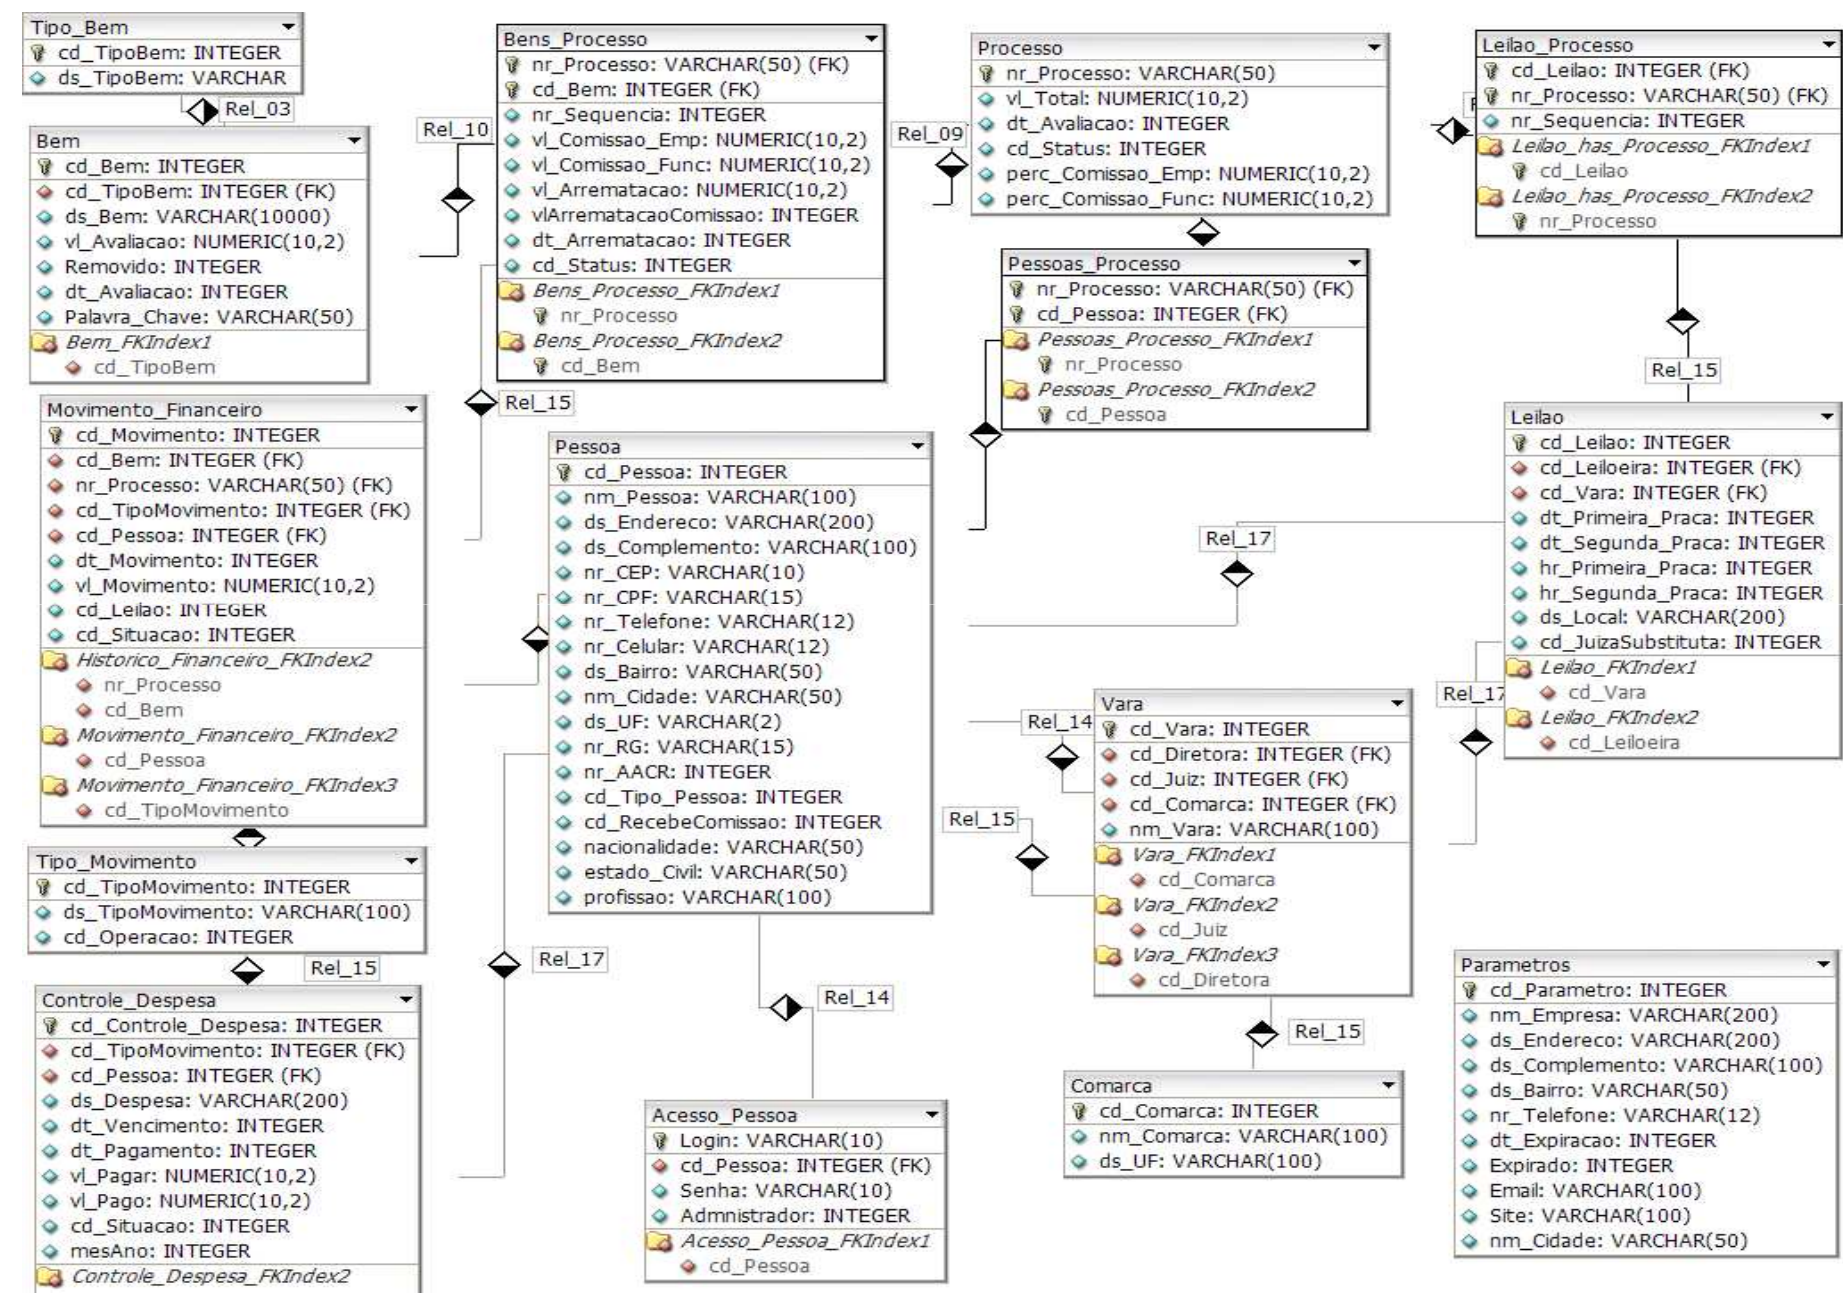 Tipo_Bem
cd_TipoBem: INTEGER
ds_TipoBem: VARCHAR
Rel_03
Bem
cd_Bem: INTEGER
cd_TipoBem: INTEGER (FK)
ds_Bem: VARCHAR(10000)
vl_Avaliacao: NUMERIC(10,2)
Removido: INTEGER
dt_Avaliacao: INTEGER
Palavra_Chave: VARCHAR(50)
Bem_FKIndex1
cd_TipoBem
Rel_10
Bens_Processo
nr_Processo: VARCHAR(50) (FK)
cd_Bem: INTEGER (FK)
nr_Sequencia: INTEGER
vl_Comissao_Emp: NUMERIC(10,2)
vl_Comissao_Func: NUMERIC(10,2)
vl_Arrematacao: NUMERIC(10,2)
vlArrematacaoComissao: INTEGER
dt_Arrematacao: INTEGER
cd_Status: INTEGER
Bens_Processo_FKIndex1
nr_Processo
Bens_Processo_FKIndex2
cd_Bem
Rel_09
Processo
nr_Processo: VARCHAR(50)
vl_Total: NUMERIC(10,2)
dt_Avaliacao: INTEGER
cd_Status: INTEGER
perc_Comissao_Emp: NUMERIC(10,2)
perc_Comissao_Func: NUMERIC(10,2)
Pessoas_Processo
nr_Processo: VARCHAR(50) (FK)
cd_Pessoa: INTEGER (FK)
Pessoas_Processo_FKIndex1
nr_Processo
Pessoas_Processo_FKIndex2
cd_Pessoa
Leilao_Processo
cd_Leilao: INTEGER (FK)
nr_Processo: VARCHAR(50) (FK)
nr_Sequencia: INTEGER
Leilao_has_Processo_FKIndex1
cd_Leilao
Leilao_has_Processo_FKIndex2
nr_Processo
Rel_15
Leilao
cd_Leilao: INTEGER
cd_Leiloeira: INTEGER (FK)
cd_Vara: INTEGER (FK)
dt_Primeira_Praca: INTEGER
dt_Segunda_Praca: INTEGER
hr_Primeira_Praca: INTEGER
hr_Segunda_Praca: INTEGER
ds_Local: VARCHAR(200)
cd_JuizaSubstituta: INTEGER
Leilao_FKIndex1
cd_Vara
Leilao_FKIndex2
cd_Leiloeira
Movimento_Financeiro
cd_Movimento: INTEGER
cd_Bem: INTEGER (FK)
nr_Processo: VARCHAR(50) (FK)
cd_TipoMovimento: INTEGER (FK)
cd_Pessoa: INTEGER (FK)
dt_Movimento: INTEGER
vl_Movimento: NUMERIC(10,2)
cd_Leilao: INTEGER
cd_Situacao: INTEGER
Historico_Financeiro_FKIndex2
nr_Processo
cd_Bem
Movimento_Financeiro_FKIndex2
cd_Pessoa
Movimento_Financeiro_FKIndex3
cd_TipoMovimento
Rel_15
Pessoa
cd_Pessoa: INTEGER
nm_Pessoa: VARCHAR(100)
ds_Endereco: VARCHAR(200)
ds_Complemento: VARCHAR(100)
nr_CEP: VARCHAR(10)
nr_CPF: VARCHAR(15)
nr_Telefone: VARCHAR(12)
nr_Celular: VARCHAR(12)
ds_Bairro: VARCHAR(50)
nm_Cidade: VARCHAR(50)
ds_UF: VARCHAR(2)
nr_RG: VARCHAR(15)
nr_AACR: INTEGER
cd_Tipo_Pessoa: INTEGER
cd_RecebeComissao: INTEGER
nacionalidade: VARCHAR(50)
estado_Civil: VARCHAR(50)
profissao: VARCHAR(100)
Rel_17
Rel_14
Rel_15
Vara
cd_Vara: INTEGER
cd_Diretora: INTEGER (FK)
cd_Juiz: INTEGER (FK)
cd_Comarca: INTEGER (FK)
nm_Vara: VARCHAR(100)
Vara_FKIndex1
cd_Comarca
Vara_FKIndex2
cd_Juiz
Vara_FKIndex3
cd_Diretora
Rel_17
Tipo_Movimento
cd_TipoMovimento: INTEGER
ds_TipoMovimento: VARCHAR(100)
cd_Operacao: INTEGER
Rel_15
Controle_Despesa
cd_Controle_Despesa: INTEGER
cd_TipoMovimento: INTEGER (FK)
cd_Pessoa: INTEGER (FK)
ds_Despesa: VARCHAR(200)
dt_Vencimento: INTEGER
dt_Pagamento: INTEGER
vl_Pagar: NUMERIC(10,2)
vl_Pago: NUMERIC(10,2)
cd_Situacao: INTEGER
mesAno: INTEGER
Controle_Despesa_FKIndex2
Rel_17
Rel_14
Acesso_Pessoa
Login: VARCHAR(10)
cd_Pessoa: INTEGER (FK)
Senha: VARCHAR(10)
Admnistrador: INTEGER
Acesso_Pessoa_FKIndex1
cd_Pessoa
Rel_15
Comarca
cd_Comarca: INTEGER
nm_Comarca: VARCHAR(100)
ds_UF: VARCHAR(100)
Parametros
cd_Parametro: INTEGER
nm_Empresa: VARCHAR(200)
ds_Endereco: VARCHAR(200)
ds_Complemento: VARCHAR(100)
ds_Bairro: VARCHAR(50)
nr_Telefone: VARCHAR(12)
dt_Expiracao: INTEGER
Expirado: INTEGER
Email: VARCHAR(100)
Site: VARCHAR(100)
nm_Cidade: VARCHAR(50)